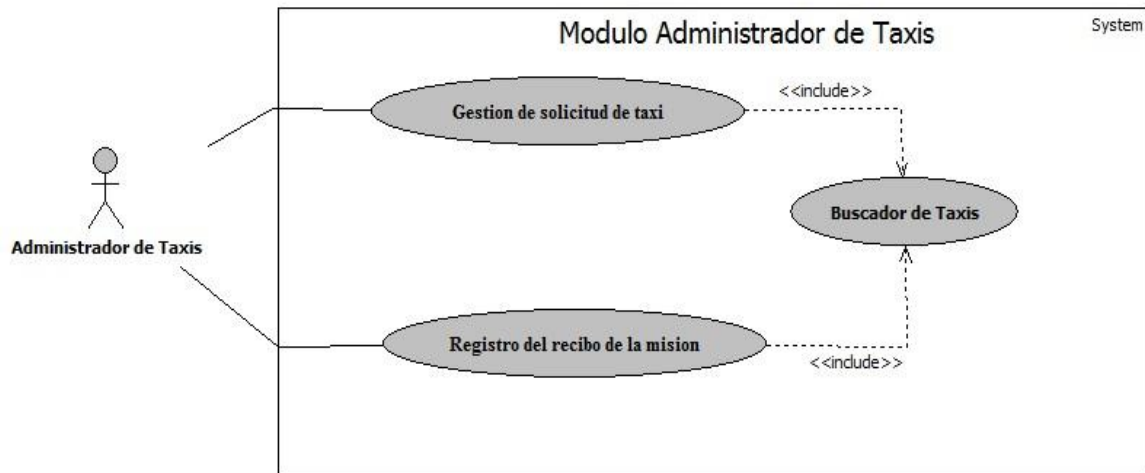 System
Modulo Administrador de Taxis
<<include>>
Gestion de solicitud de taxi
Buscador de Taxis
Administrador de Taxis
Registro del recibo de la mision
<<include>>